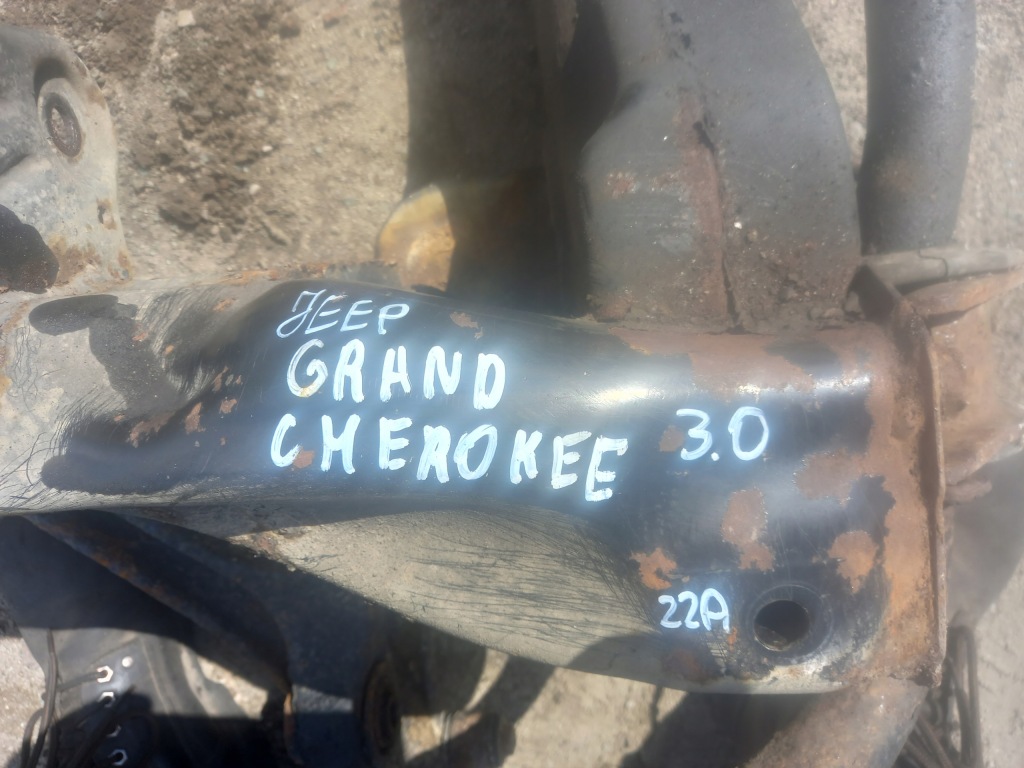 JEEP
GRAND
CHEROKEE 3.0
22A